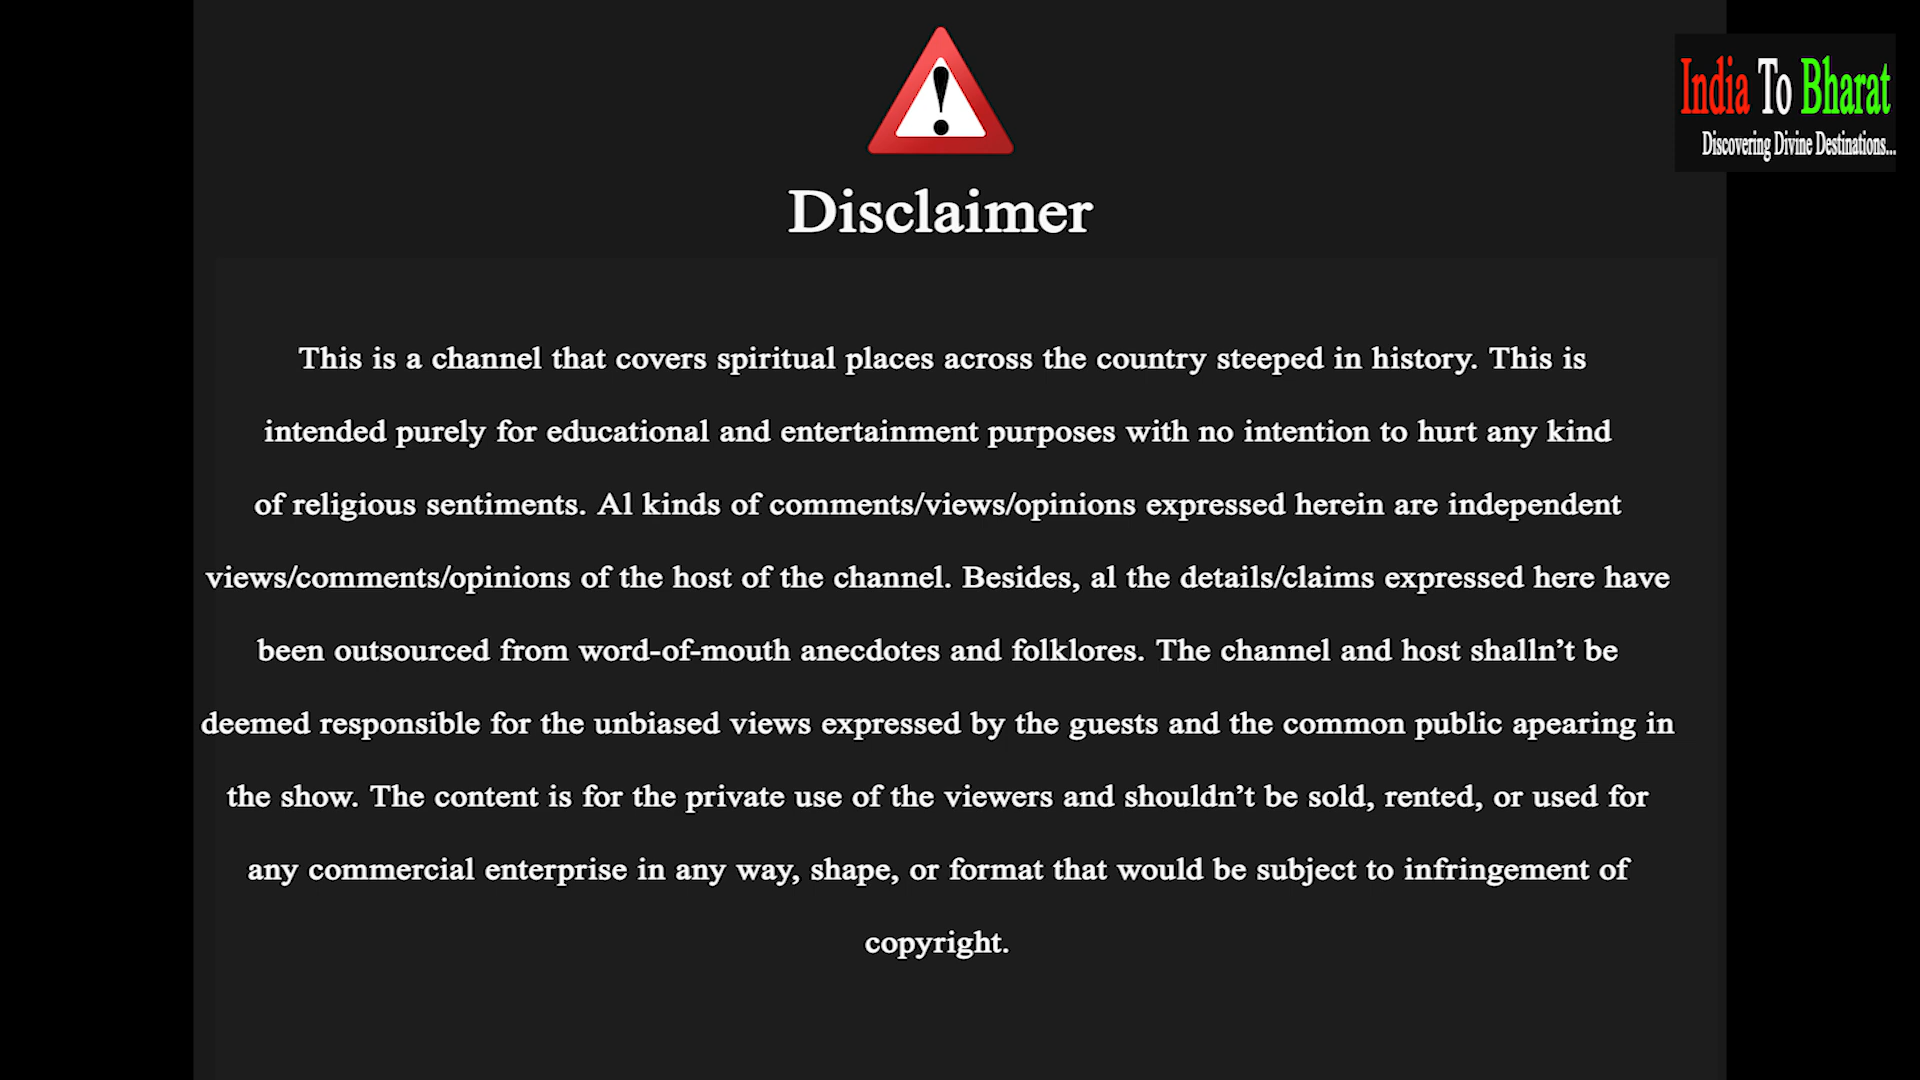 India To Bharat
Discovering Divine Destinations...
Disclaimer
This is a channel that covers spiritual places across the country steeped in history. This is
intended purely for educational and entertainment purposes with no intention to hurt any kind
of religious sentiments. Al kinds of comments/views/opinions expressed herein are independent
views/comments/opinions of the host of the channel. Besides, al the details/claims expressed here have
been outsourced from word-of-mouth anecdotes and folklores. The channel and host shalln’t be
deemed responsible for the unbiased views expressed by the guests and the common public apearing in
the show. The content is for the private use of the viewers and shouldn’t be sold, rented, or used for
any commercial enterprise in any way, shape, or format that would be subject to infringement of
copyright.